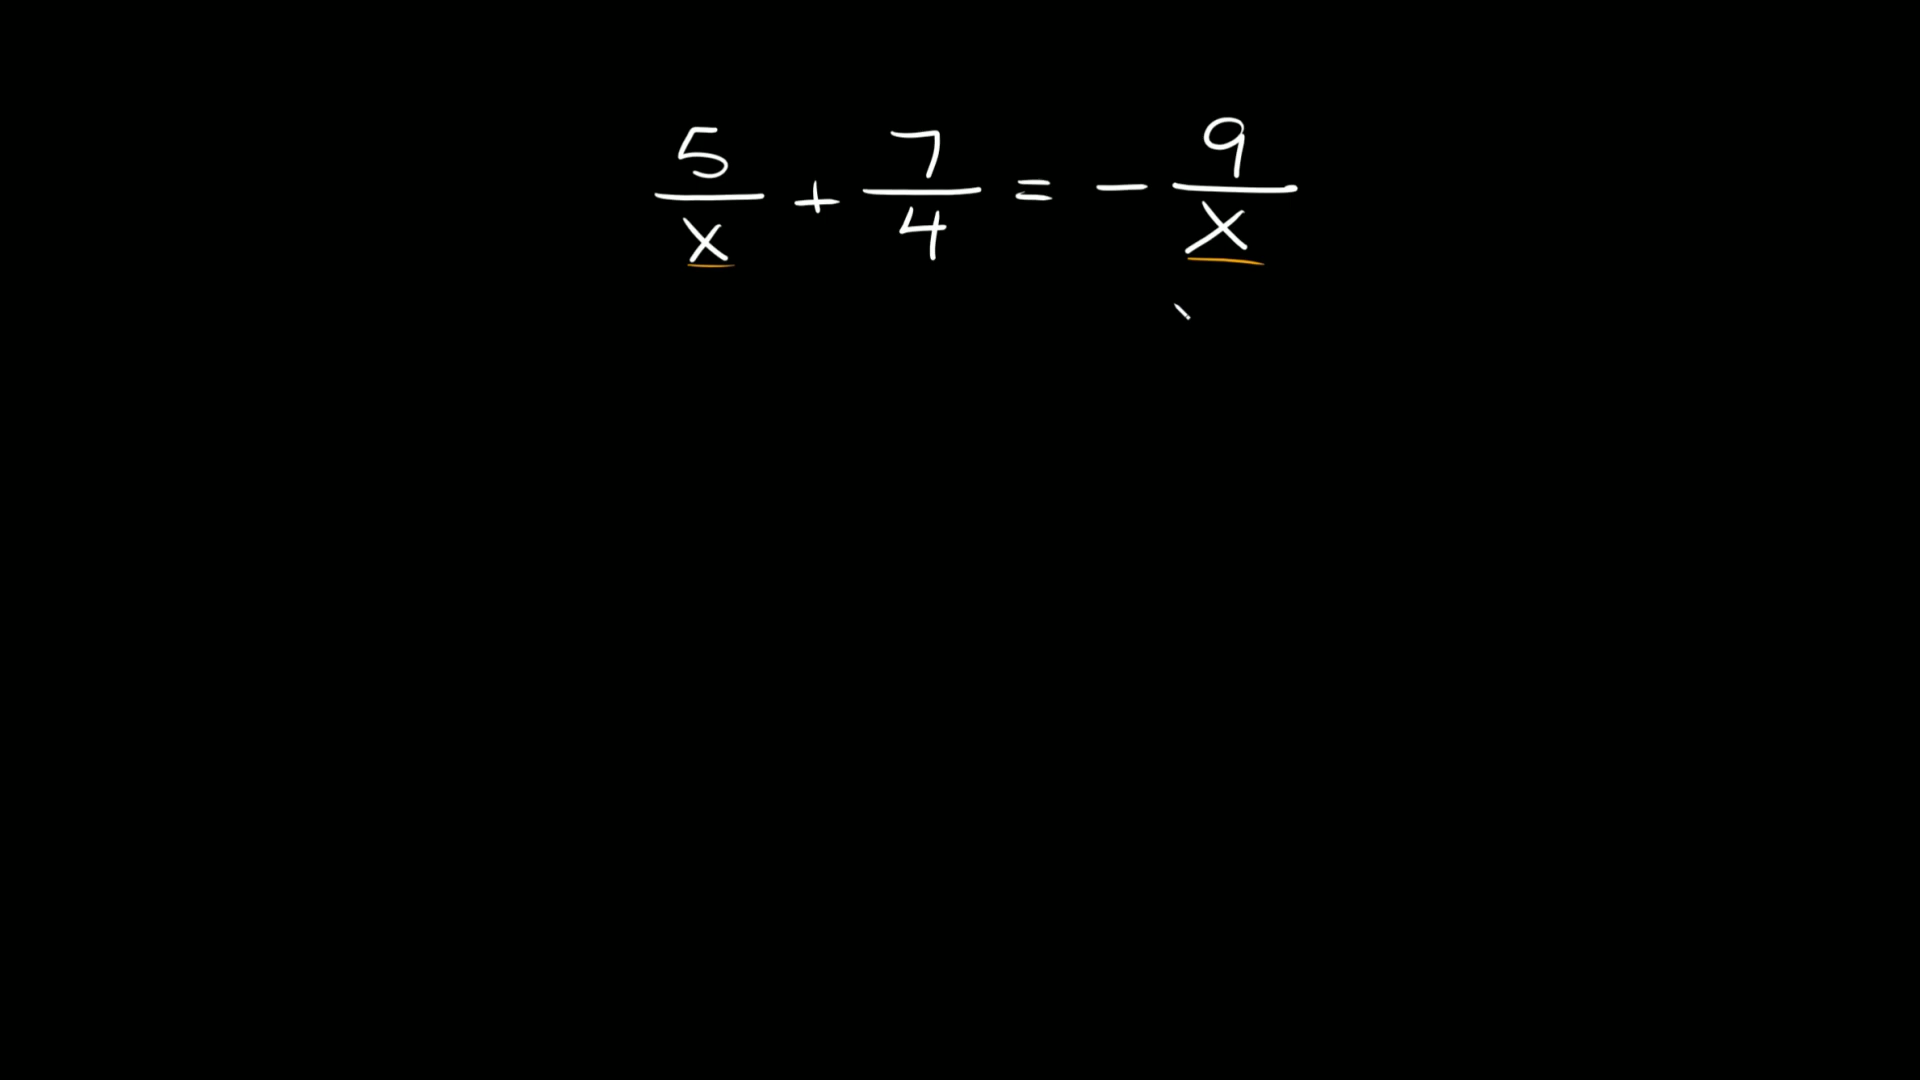 5/x + 7/4 = - 9/x